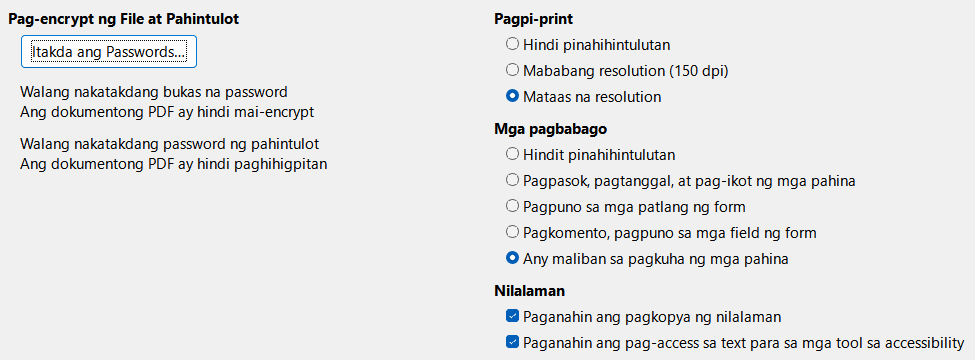 Pag-encrypt ng File at Pahintulot
Itakda ang Passwords...
Walang nakatakdang bukas na password
Ang dokumentong PDF ay hindi mai-encrypt
Walang nakatakdang password ng pahintulot
Ang dokumentong PDF ay hindi paghihigpitan
Pagpi-print
Hindi pinahihintulutan
Mababang resolution (150 dpi)
Mataas na resolution
Mga pagbabago
Hindit pinahihintulutan
Pagpasok, pagtanggal, at pag-ikot ng mga pahina
Pagpuno sa mga patlang ng form
Pagkomento, pagpuno sa mga field ng form
Any maliban sa pagkuha ng mga pahina
Nilalaman
Paganahin ang pagkopya ng nilalaman
Paganahin ang pag-access sa text para sa mga tool sa accessibility